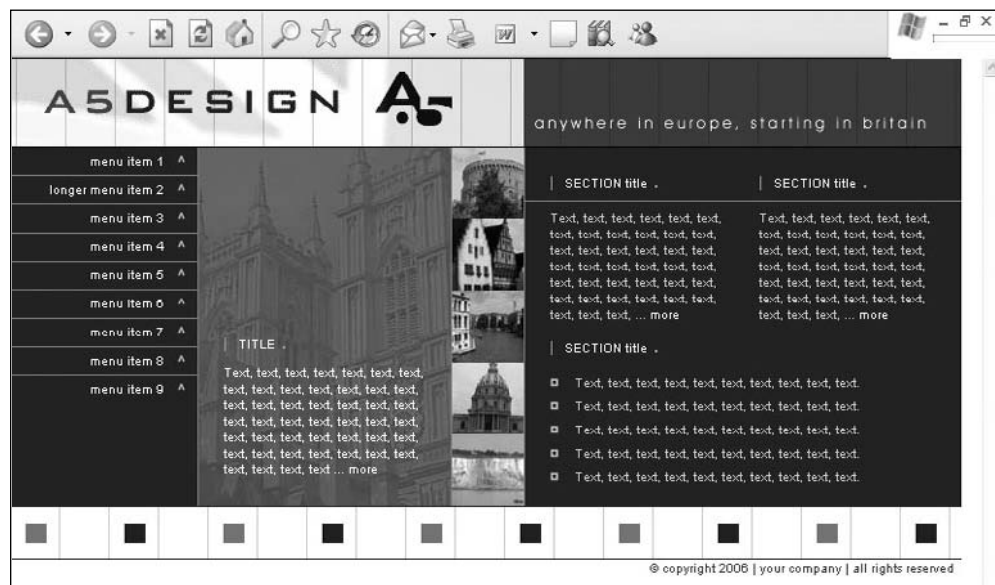 A5DESIGN A5
anywhere in europe, starting in britain
menu item 1 ^
longer menu item 2 ^
menu item 3 ^
menu item 4 ^
menu item 5 ^
menu item 6 ^
menu item 7 ^
menu item 8 ^
menu item 9 ^
| TITLE .
Text, text, text, text, text, text, text,
text, text, text, text, text, text, text,
text, text, text, text, text, text, text,
text, text, text, text, text, text, text,
text, text, text, text, text, text, text,
text, text, text, text, text, text, text,
text, text, text, text ... more
| SECTION title .
Text, text, text, text, text, text,
text, text, text, text, text, text,
text, text, text, text, text, text,
text, text, text, text, text, text,
text, text, text, text, text, text,
text, text, text, text, text, text,
text, text, text, ... more
| SECTION title .
Text, text, text, text, text, text,
text, text, text, text, text, text,
text, text, text, text, text, text,
text, text, text, text, text, text,
text, text, text, text, text, text,
text, text, text, text, text, text,
text, text, text, ... more
| SECTION title .
Text, text, text, text, text, text, text, text, text, text.
Text, text, text, text, text, text, text, text, text, text.
Text, text, text, text, text, text, text, text, text, text.
Text, text, text, text, text, text, text, text, text, text.
Text, text, text, text, text, text, text, text, text, text.
© copyright 2006 | your company | all rights reserved